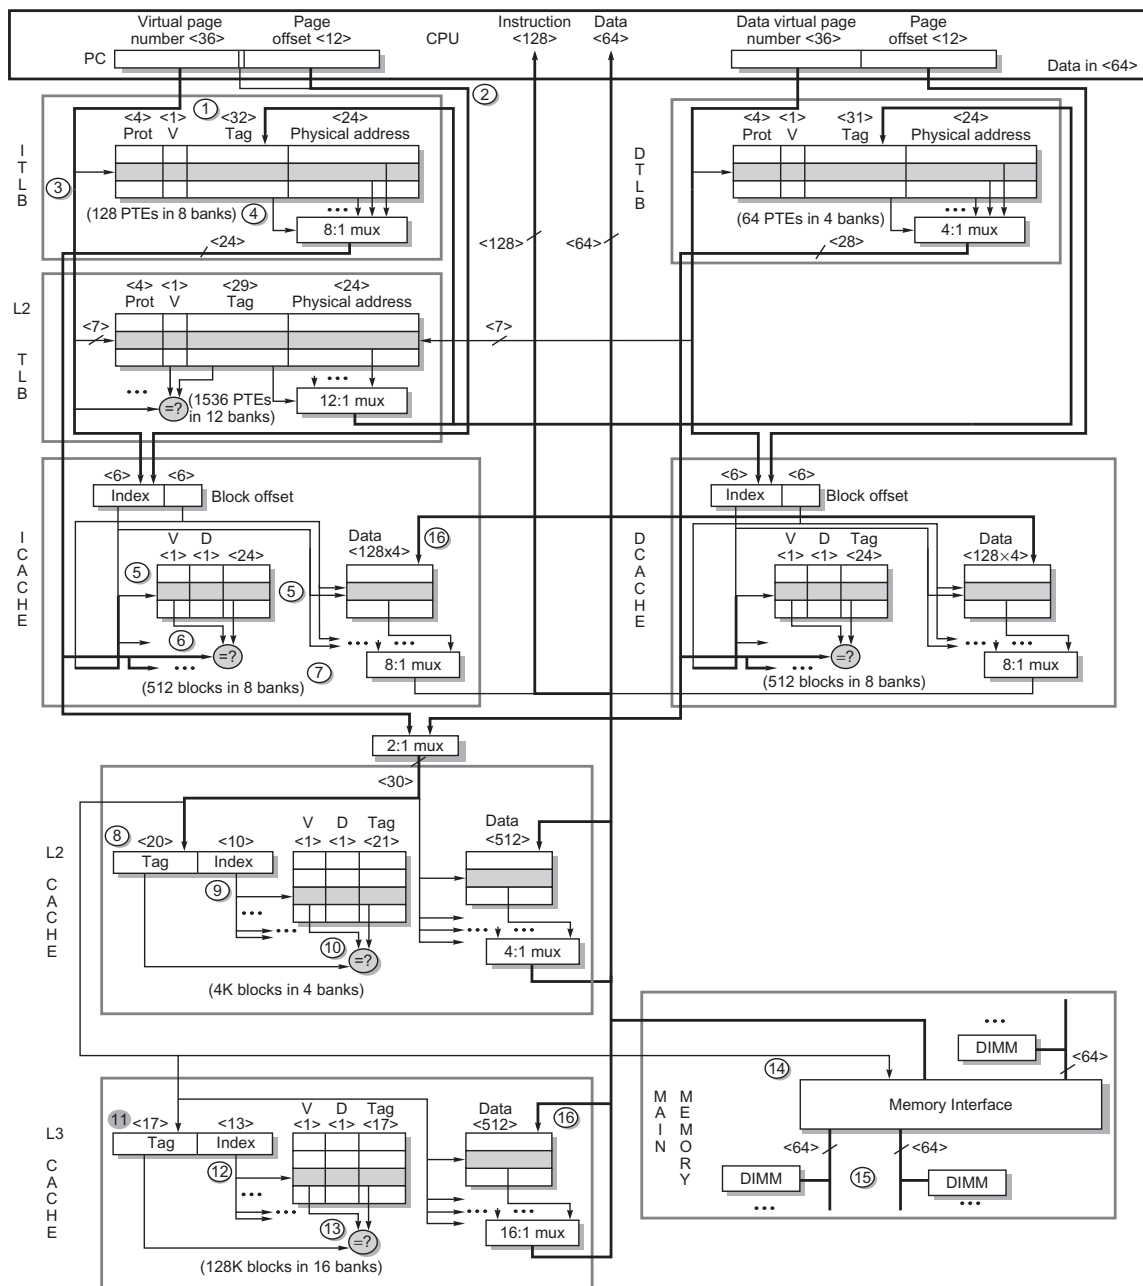 Virtual page
number <36>
Page
offset <12>
CPU
Instruction
<128>
Data
<64>
Data virtual page
number <36>
Page
offset <12>
PC
Data in <64>
1
2
I
T
L
B
<4>
Prot
<1>
V
<32>
Tag
<24>
Physical address
3
(128 PTEs in 8 banks)
4
•••
8:1 mux
<24>
<128>
<64>
D
T
L
B
<4>
Prot
<1>
V
<31>
Tag
<24>
Physical address
(64 PTEs in 4 banks)
•••
4:1 mux
<28>
L2
T
L
B
<4>
Prot
<1>
V
<29>
Tag
<24>
Physical address
<7>
<7>
•••
=?
(1536 PTEs
in 12 banks)
•••
12:1 mux
I
C
A
C
H
E
<6>
<6>
Index
Block offset
V
<1>
D
<1>
<24>
Data
<128x4>
16
5
5
6
=?
7
•••
•••
•••
8:1 mux
(512 blocks in 8 banks)
D
C
A
C
H
E
<6>
<6>
Index
Block offset
V
<1>
D
<1>
Tag
<24>
Data
<128×4>
=?
•••
•••
•••
8:1 mux
(512 blocks in 8 banks)
2:1 mux
<30>
L2
C
A
C
H
E
8
<20>
<10>
Tag
Index
V
<1>
D
<1>
Tag
<21>
Data
<512>
9
•••
•••
10
=?
•••
•••
4:1 mux
(4K blocks in 4 banks)
L3
C
A
C
H
E
11
<17>
<13>
Tag
Index
V
<1>
D
<1>
Tag
<17>
Data
<512>
16
12
•••
•••
13
=?
•••
•••
16:1 mux
(128K blocks in 16 banks)
M
A
I
N
M
E
M
O
R
Y
•••
DIMM
<64>
14
Memory Interface
<64>
<64>
DIMM
•••
15
DIMM
•••